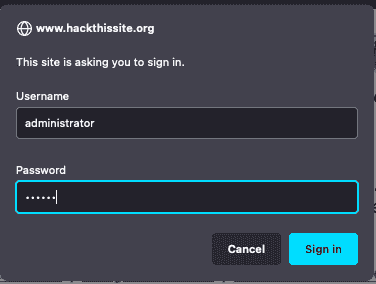 www.hackthissite.org
This site is asking you to sign in.
Username
administrator
Password
••••••
Cancel
Sign in